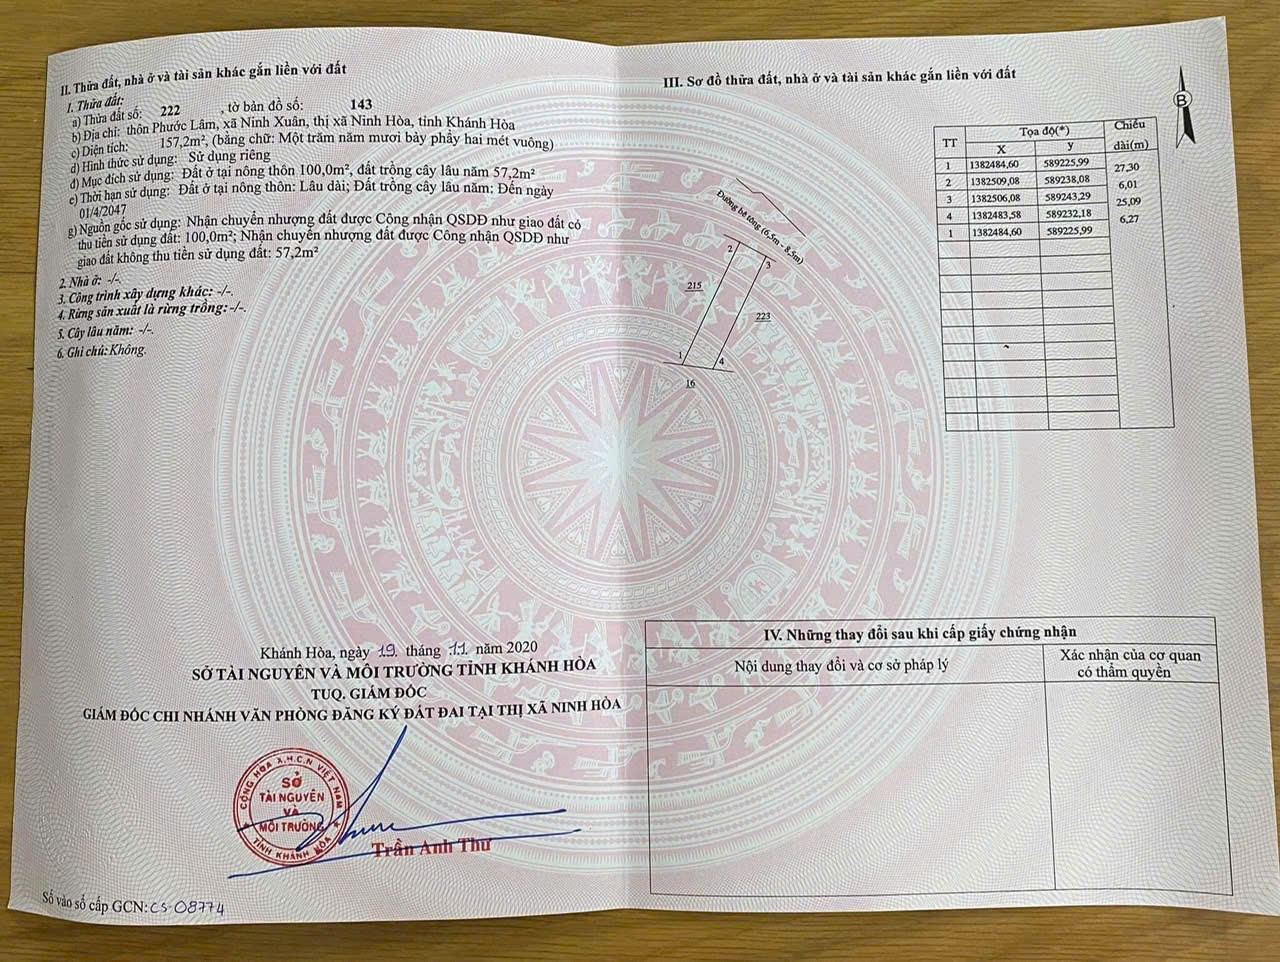 II. Thửa đất, nhà ở và tài sản khác gắn liền với đất
1. Thửa đất:
a) Thửa đất số: 222 , tờ bản đồ số: 143
b) Địa chỉ: thôn Phước Lâm, xã Ninh Xuân, thị xã Ninh Hòa, tỉnh Khánh Hòa
c) Diện tích: 157,2m², (bằng chữ: Một trăm năm mươi bảy phẩy hai mét vuông)
d) Hình thức sử dụng: Sử dụng riêng
đ) Mục đích sử dụng: Đất ở tại nông thôn 100,0m², đất trồng cây lâu năm 57,2m²
e) Thời hạn sử dụng: Đất ở tại nông thôn: Lâu dài; Đất trồng cây lâu năm: Đến ngày
01/4/2047
g) Nguồn gốc sử dụng: Nhận chuyển nhượng đất được Công nhận QSDĐ như giao đất có
thu tiền sử dụng đất: 100,0m²; Nhận chuyển nhượng đất được Công nhận QSDĐ như
giao đất không thu tiền sử dụng đất: 57,2m²
2. Nhà ở: -/-.
3. Công trình xây dựng khác: -/-.
4. Rừng sản xuất là rừng trồng: -/-.
5. Cây lâu năm: -/-.
6. Ghi chú: Không.
Khánh Hòa, ngày 19. tháng .11. năm 2020
SỞ TÀI NGUYÊN VÀ MÔI TRƯỜNG TỈNH KHÁNH HÒA
TUQ. GIÁM ĐỐC
GIÁM ĐỐC CHI NHÁNH VĂN PHÒNG ĐĂNG KÝ ĐẤT ĐAI TẠI THỊ XÃ NINH HÒA
CỘNG HÒA X.H.C.N VIỆT NAM
SỞ
TÀI NGUYÊN
VÀ
MÔI TRƯỜNG
TỈNH KHÁNH HÒA
Trần Anh Thư
Số vào sổ cấp GCN: CS 08774
III. Sơ đồ thửa đất, nhà ở và tài sản khác gắn liền với đất
B
Đường bê tông (6,5m - 8,5m)
2
3
215
223
1
4
16
TT Tọa độ(*) Chiều
X y dài(m)
1 1382484,60 589225,99
27,30
2 1382509,08 589238,08
6,01
3 1382506,08 589243,29
25,09
4 1382483,58 589232,18
6,27
1 1382484,60 589225,99
IV. Những thay đổi sau khi cấp giấy chứng nhận
Nội dung thay đổi và cơ sở pháp lý
Xác nhận của cơ quan
có thẩm quyền